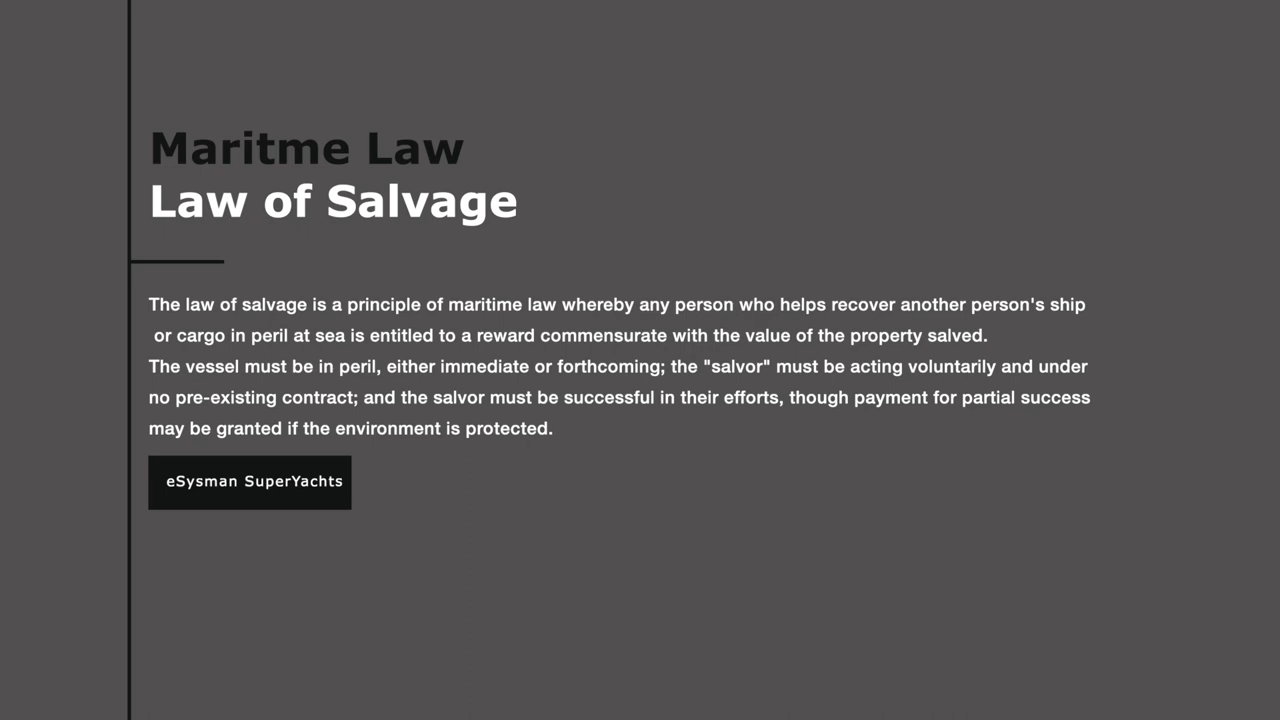 Maritme Law
Law of Salvage
The law of salvage is a principle of maritime law whereby any person who helps recover another person's ship
or cargo in peril at sea is entitled to a reward commensurate with the value of the property salved.
The vessel must be in peril, either immediate or forthcoming; the "salvor" must be acting voluntarily and under
no pre-existing contract; and the salvor must be successful in their efforts, though payment for partial success
may be granted if the environment is protected.
eSysman SuperYachts